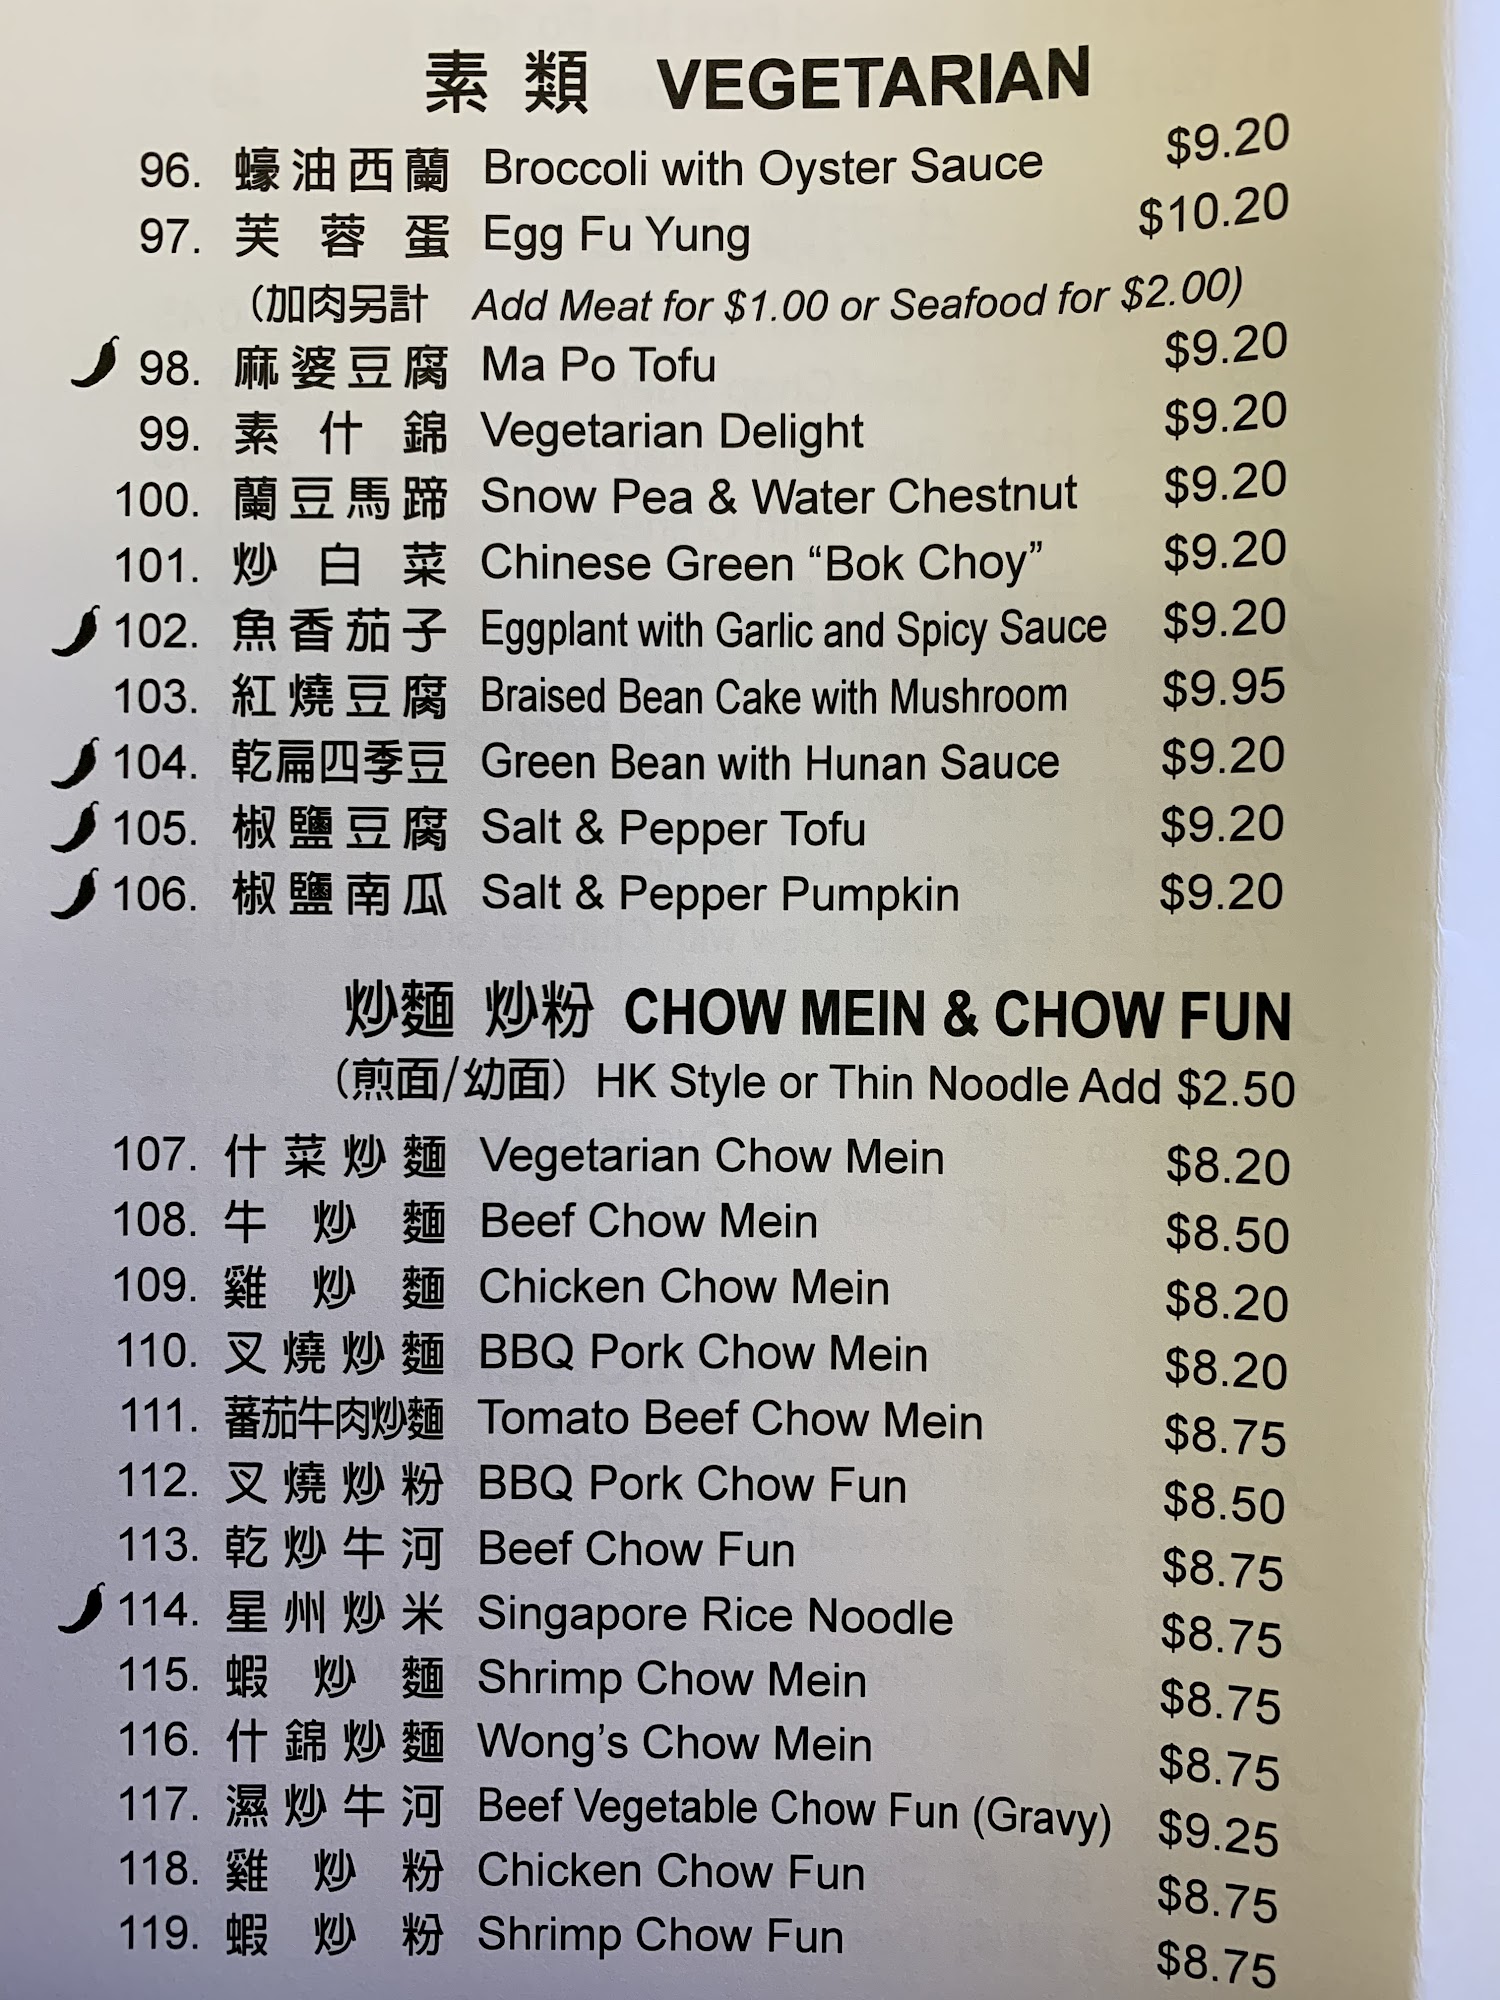 素類 VEGETARIAN
96. 蠔油西蘭 Broccoli with Oyster Sauce $9.20
97. 芙蓉蛋 Egg Fu Yung $10.20
(加肉另計 Add Meat for $1.00 or Seafood for $2.00)
98. 麻婆豆腐 Ma Po Tofu $9.20
99. 素什錦 Vegetarian Delight $9.20
100. 蘭豆馬蹄 Snow Pea & Water Chestnut $9.20
101. 炒白菜 Chinese Green “Bok Choy” $9.20
102. 魚香茄子 Eggplant with Garlic and Spicy Sauce $9.20
103. 紅燒豆腐 Braised Bean Cake with Mushroom $9.95
104. 乾扁四季豆 Green Bean with Hunan Sauce $9.20
105. 椒鹽豆腐 Salt & Pepper Tofu $9.20
106. 椒鹽南瓜 Salt & Pepper Pumpkin $9.20
炒麵 炒粉 CHOW MEIN & CHOW FUN
(煎面/幼面) HK Style or Thin Noodle Add $2.50
107. 什菜炒麵 Vegetarian Chow Mein $8.20
108. 牛炒麵 Beef Chow Mein $8.50
109. 雞炒麵 Chicken Chow Mein $8.20
110. 叉燒炒麵 BBQ Pork Chow Mein $8.20
111. 蕃茄牛肉炒麵 Tomato Beef Chow Mein $8.75
112. 叉燒炒粉 BBQ Pork Chow Fun $8.50
113. 乾炒牛河 Beef Chow Fun $8.75
114. 星州炒米 Singapore Rice Noodle $8.75
115. 蝦炒麵 Shrimp Chow Mein $8.75
116. 什錦炒麵 Wong’s Chow Mein $8.75
117. 濕炒牛河 Beef Vegetable Chow Fun (Gravy) $9.25
118. 雞炒粉 Chicken Chow Fun $8.75
119. 蝦炒粉 Shrimp Chow Fun $8.75